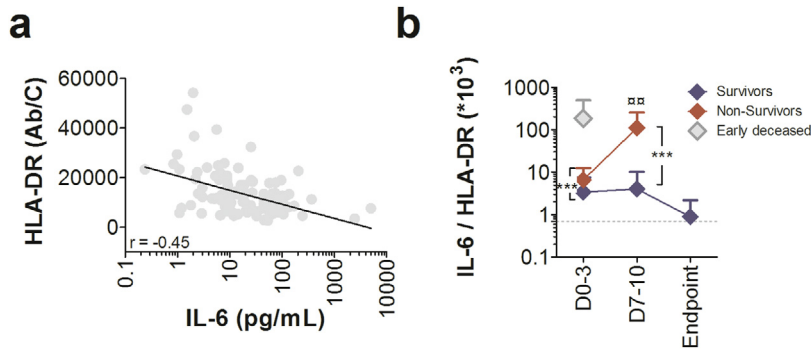 a
HLA-DR (Ab/C)
60000
40000
20000
0
r = -0.45
0.1
1
10
100
1000
10000
IL-6 (pg/mL)
b
IL-6 / HLA-DR (*10^3)
1000
100
10
1
0.1
¤¤
***
***
D0-3
D7-10
Endpoint
Survivors
Non-Survivors
Early deceased